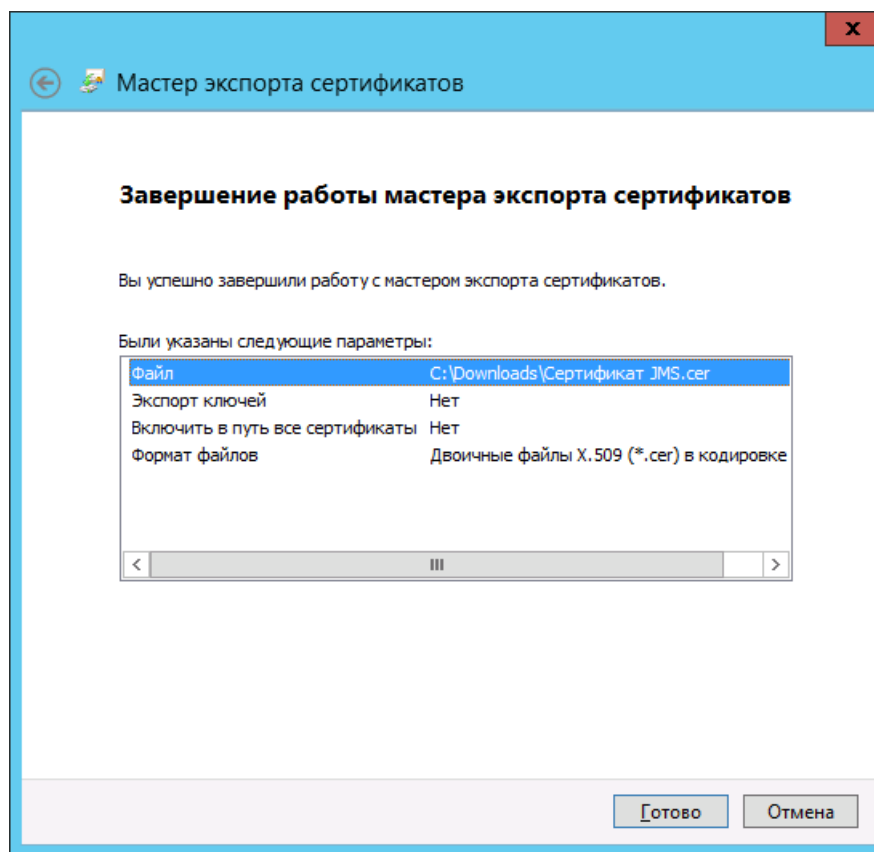 x
Мастер экспорта сертификатов
Завершение работы мастера экспорта сертификатов
Вы успешно завершили работу с мастером экспорта сертификатов.
Были указаны следующие параметры:
Файл C:\Downloads\Сертификат JMS.cer
Экспорт ключей Нет
Включить в путь все сертификаты Нет
Формат файлов Двоичные файлы X.509 (*.cer) в кодировке
Готово Отмена